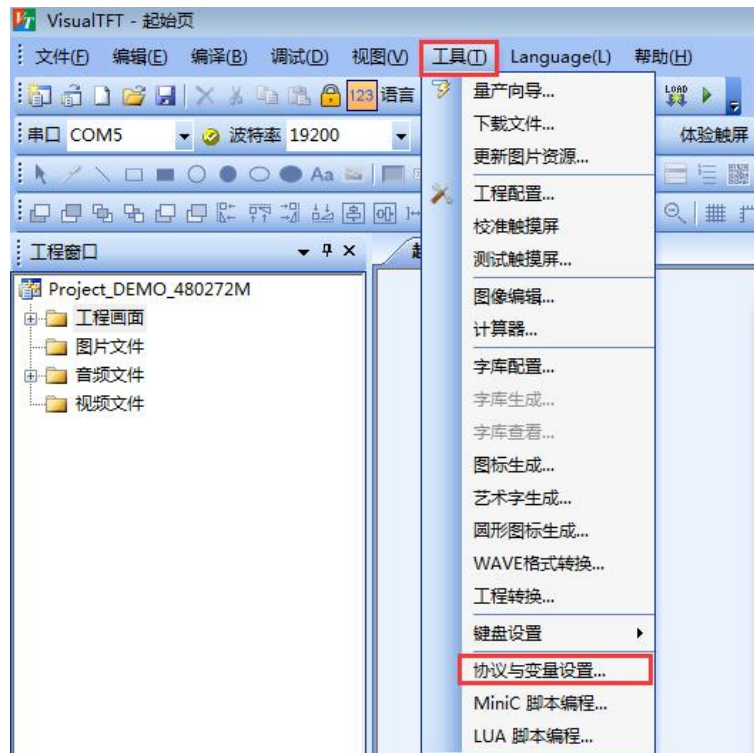 VisualTFT - 起始页
文件(F) 编辑(E) 编译(B) 调试(D) 视图(V) 工具(T) Language(L) 帮助(H)
123 语言
LOAD
串口 COM5 波特率 19200 体验触屏
Aa
工程窗口
起
Project_DEMO_480272M
工程画面
图片文件
音频文件
视频文件
量产向导...
下载文件...
更新图片资源...
工程配置...
校准触摸屏
测试触摸屏...
图像编辑...
计算器...
字库配置...
字库生成...
字库查看...
图标生成...
艺术字生成...
圆形图标生成...
WAVE格式转换...
工程转换...
键盘设置
协议与变量设置...
MiniC 脚本编程...
LUA 脚本编程...